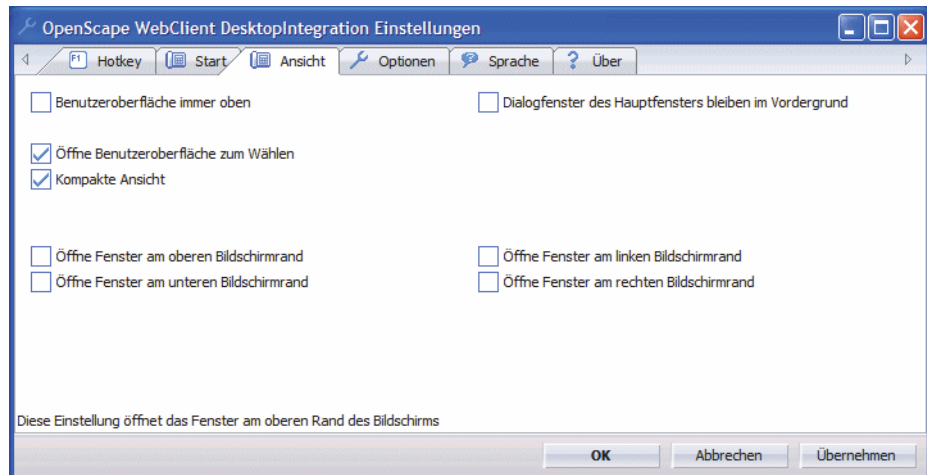 OpenScape WebClient DesktopIntegration Einstellungen
F1 Hotkey Start Ansicht Optionen Sprache ? Über
Benutzeroberfläche immer oben Dialogfenster des Hauptfensters bleiben im Vordergrund
Öffne Benutzeroberfläche zum Wählen
Kompakte Ansicht
Öffne Fenster am oberen Bildschirmrand Öffne Fenster am linken Bildschirmrand
Öffne Fenster am unteren Bildschirmrand Öffne Fenster am rechten Bildschirmrand
Diese Einstellung öffnet das Fenster am oberen Rand des Bildschirms
OK Abbrechen Übernehmen